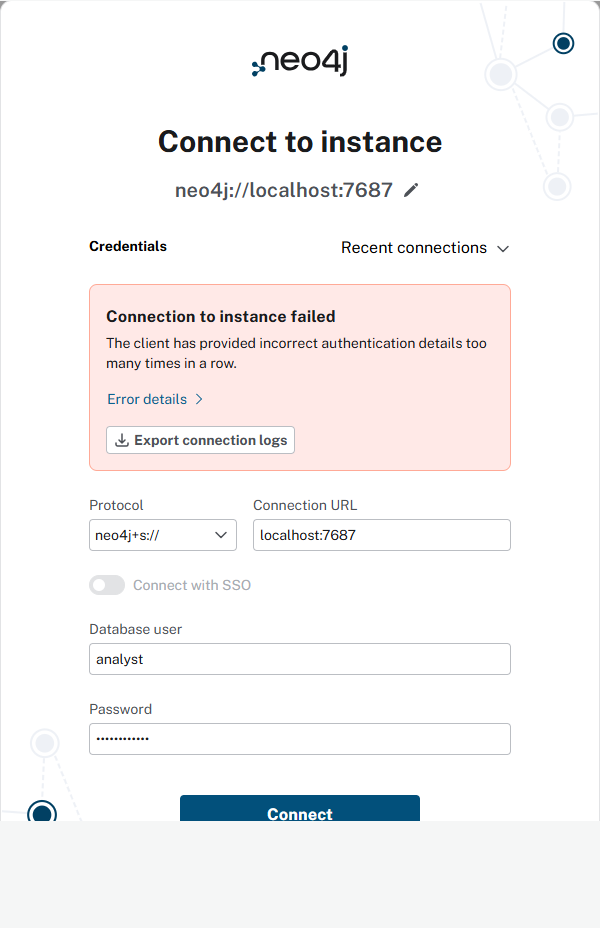 neo4j
Connect to instance
neo4j://localhost:7687
Credentials
Recent connections
Connection to instance failed
The client has provided incorrect authentication details too
many times in a row.
Error details
Export connection logs
Protocol
Connection URL
neo4j+s://
localhost:7687
Connect with SSO
Database user
analyst
Password
••••••••••••
Connect